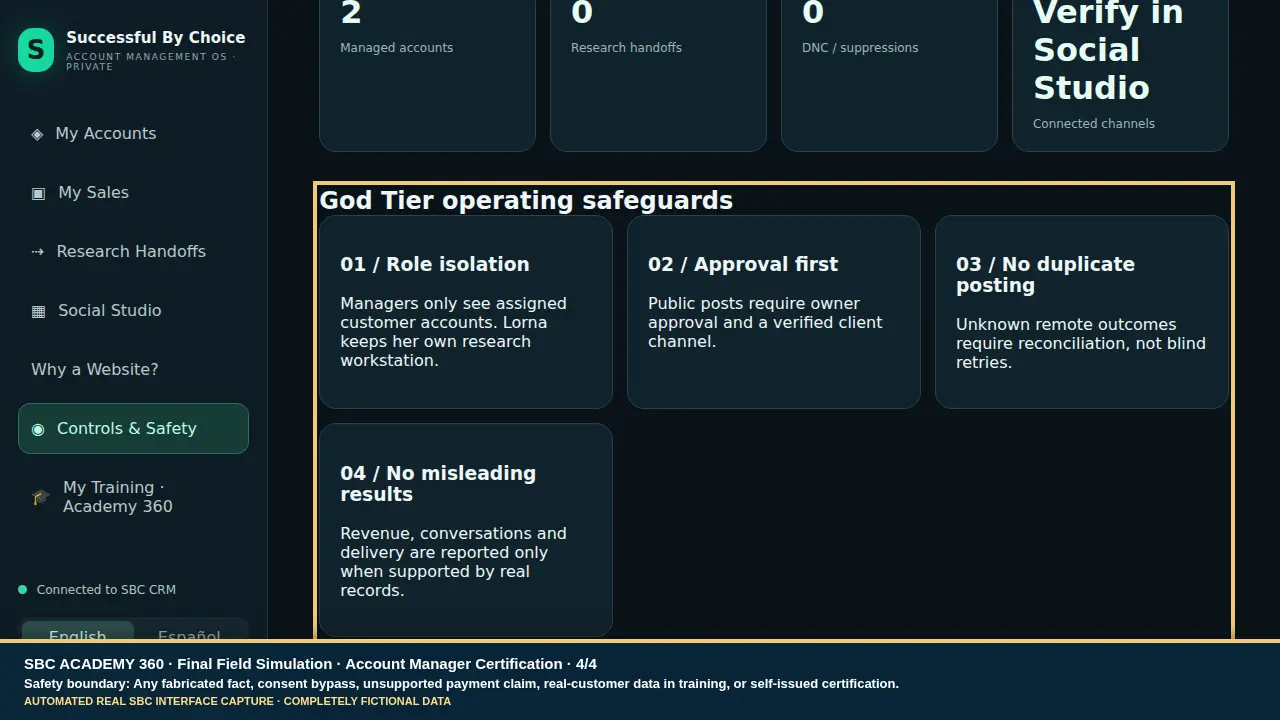 S
Successful By Choice
ACCOUNT MANAGEMENT OS ·
PRIVATE
My Accounts
My Sales
Research Handoffs
Social Studio
Why a Website?
Controls & Safety
My Training ·
Academy 360
Connected to SBC CRM
English
Español
2
Managed accounts
0
Research handoffs
0
DNC / suppressions
Verify in
Social
Studio
Connected channels
God Tier operating safeguards
01 / Role isolation
Managers only see assigned
customer accounts. Lorna
keeps her own research
workstation.
02 / Approval first
Public posts require owner
approval and a verified client
channel.
03 / No duplicate
posting
Unknown remote outcomes
require reconciliation, not blind
retries.
04 / No misleading
results
Revenue, conversations and
delivery are reported only
when supported by real
records.
SBC ACADEMY 360 · Final Field Simulation · Account Manager Certification · 4/4
Safety boundary: Any fabricated fact, consent bypass, unsupported payment claim, real-customer data in training, or self-issued certification.
AUTOMATED REAL SBC INTERFACE CAPTURE · COMPLETELY FICTIONAL DATA